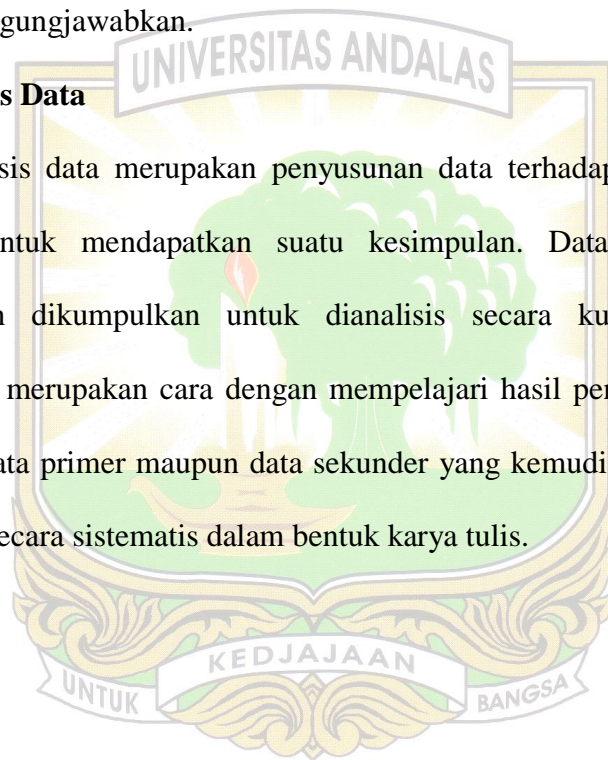 gungjawabkan.
UNIVERSITAS ANDALAS
s Data
sis data merupakan penyusunan data terhadap
ntuk mendapatkan suatu kesimpulan. Data
n dikumpulkan untuk dianalisis secara ku
merupakan cara dengan mempelajari hasil per
ata primer maupun data sekunder yang kemudi
ecara sistematis dalam bentuk karya tulis.
UNTUK KEDJAJAAN BANGSA